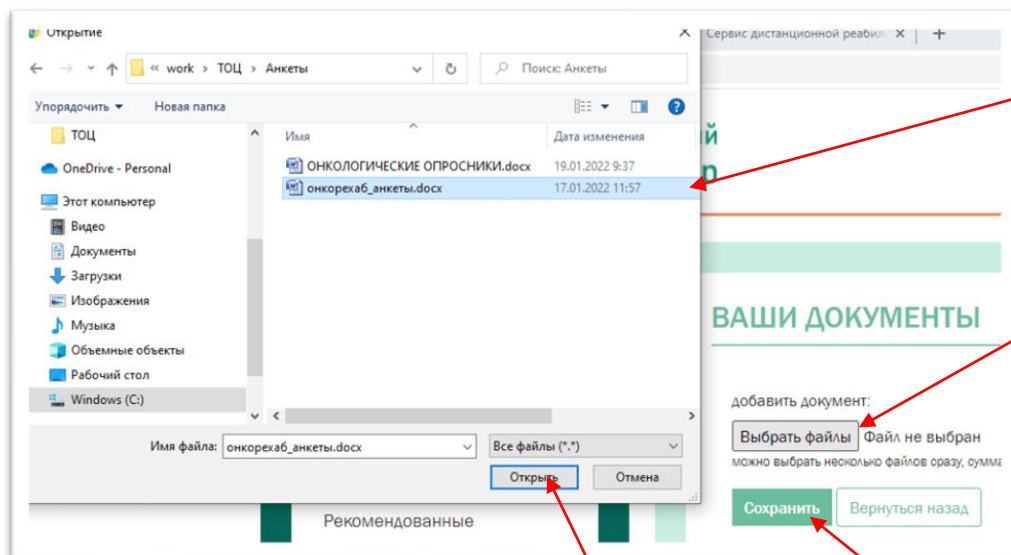 Открытие
« work › ТОЦ › Анкеты
Поиск: Анкеты
Упорядочить
Новая папка
Имя
Дата изменения
ОНКОЛОГИЧЕСКИЕ ОПРОСНИКИ.docx
19.01.2022 9:37
онкорехаб_анкеты.docx
17.01.2022 11:57
ТОЦ
OneDrive - Personal
Этот компьютер
Видео
Документы
Загрузки
Изображения
Музыка
Объемные объекты
Рабочий стол
Windows (C:)
Имя файла:
онкорехаб_анкеты.docx
Все файлы (*.*)
Открыть
Отмена
Сервис дистанционной реабил
й
р
ВАШИ ДОКУМЕНТЫ
добавить документ:
Выбрать файлы Файл не выбран
можно выбрать несколько файлов сразу, сумма
Сохранить
Вернуться назад
Рекомендованные